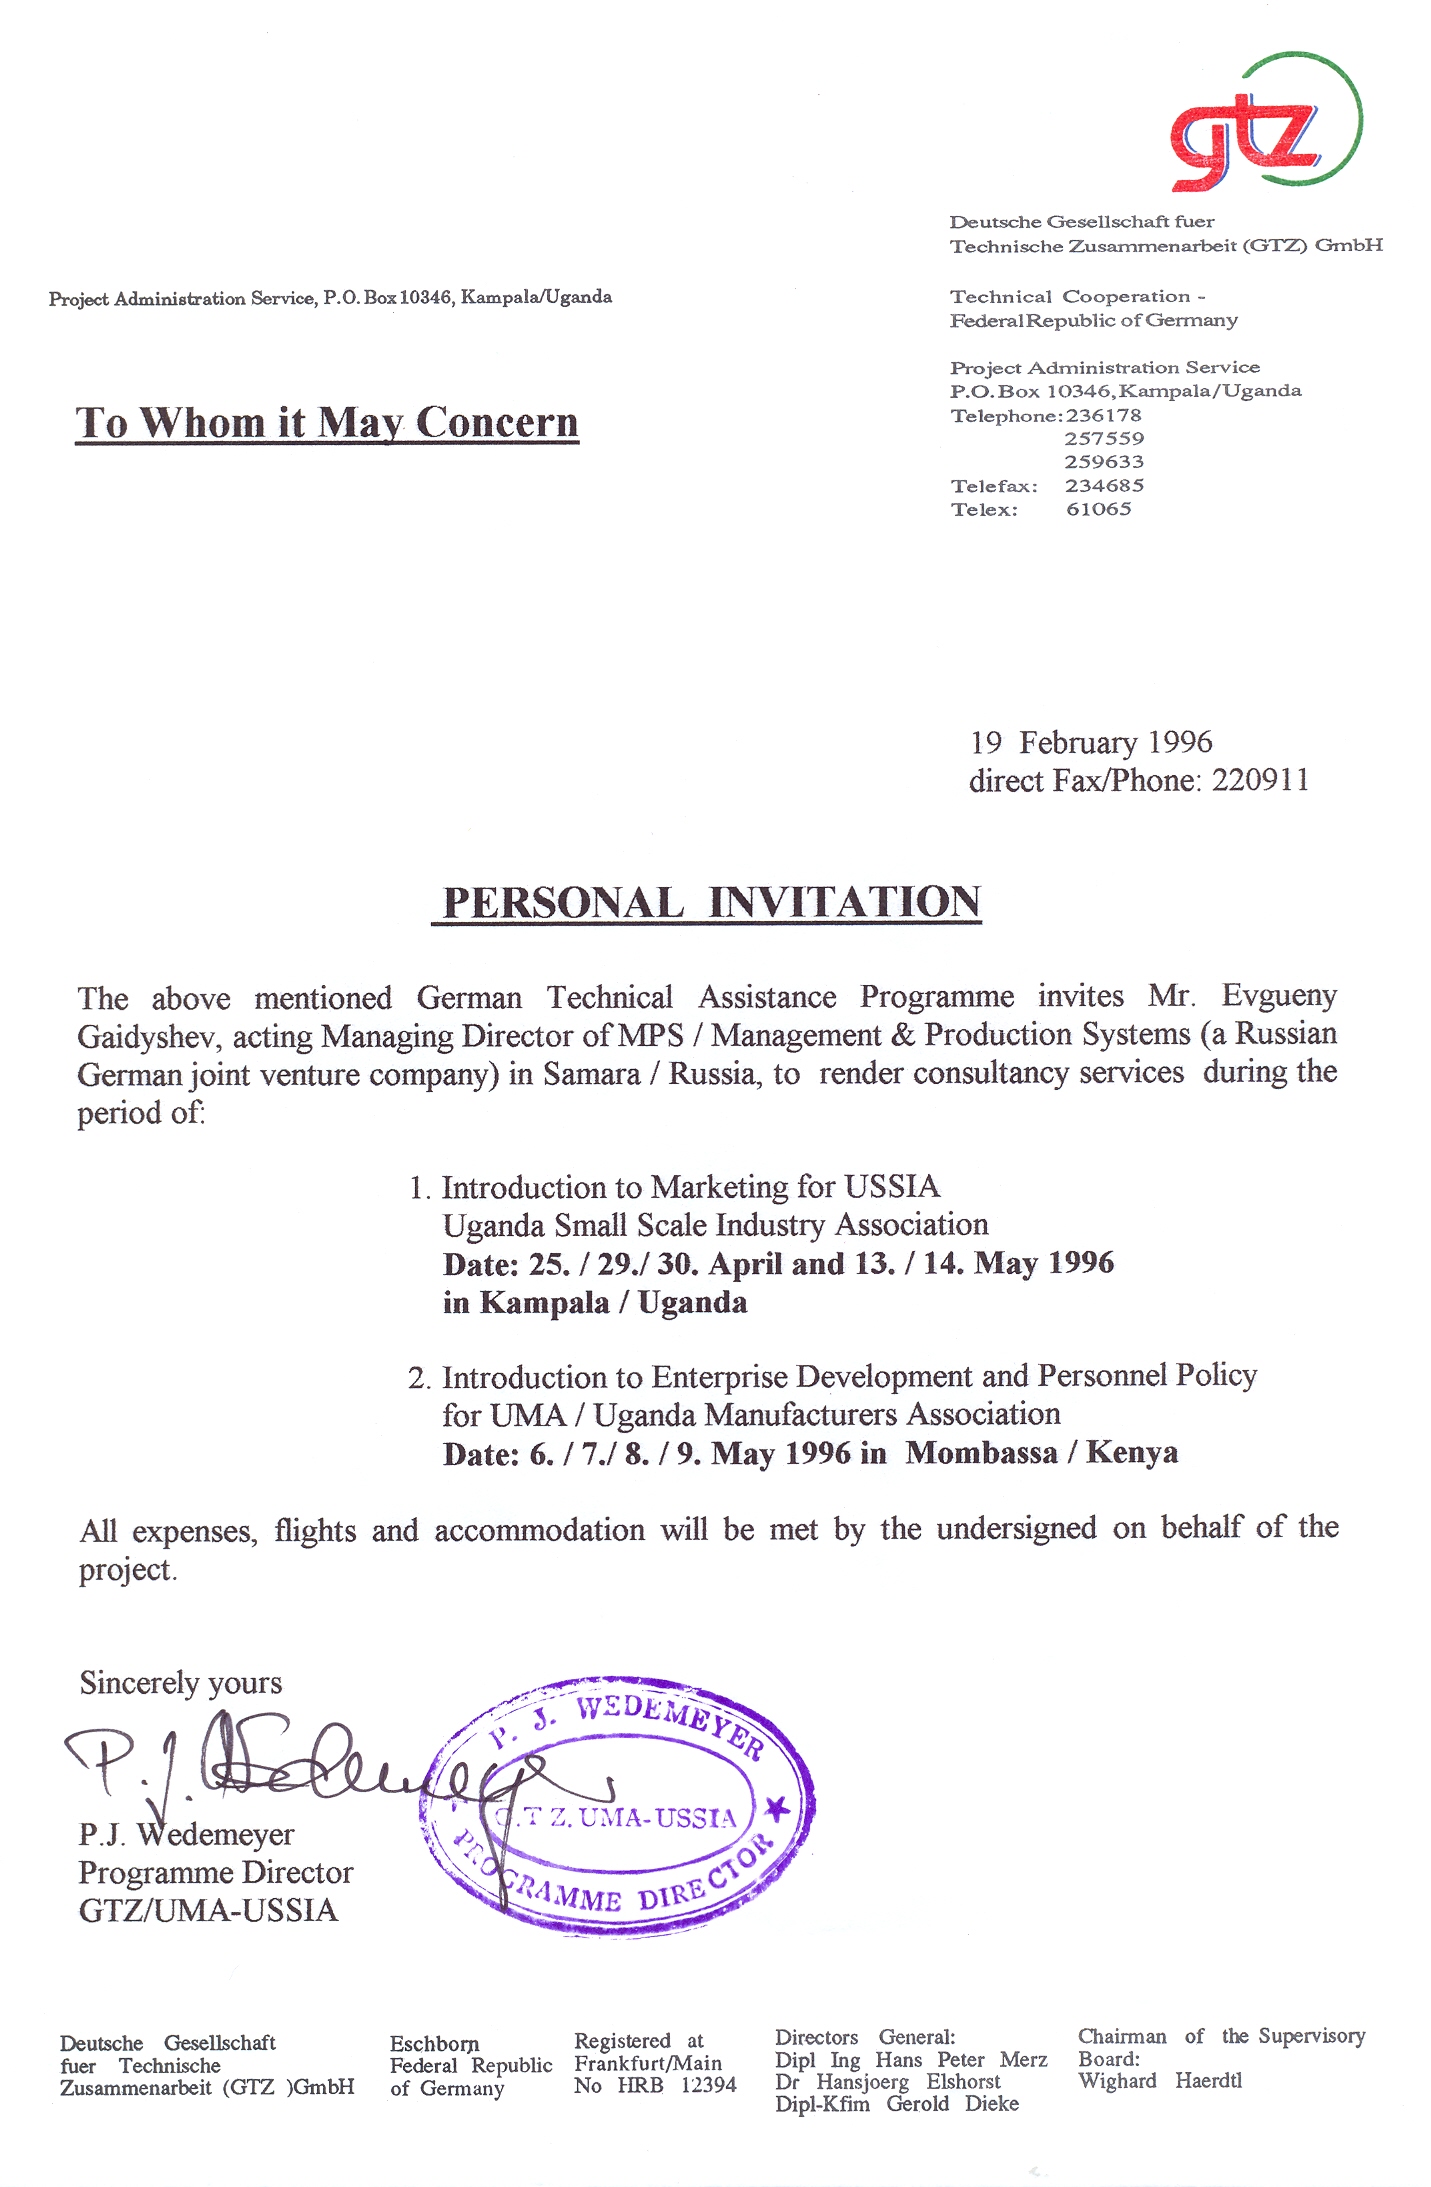 gtz
Deutsche Gesellschaft fuer
Technische Zusammenarbeit (GTZ) GmbH
Project Administration Service, P.O. Box 10346, Kampala/Uganda
Technical Cooperation -
Federal Republic of Germany
Project Administration Service
P.O. Box 10346, Kampala/Uganda
Telephone: 236178
257559
259633
Telefax: 234685
Telex: 61065
To Whom it May Concern
19 February 1996
direct Fax/Phone: 220911
PERSONAL INVITATION
The above mentioned German Technical Assistance Programme invites Mr. Evgueny
Gaidyshev, acting Managing Director of MPS / Management & Production Systems (a Russian
German joint venture company) in Samara / Russia, to render consultancy services during the
period of:
1. Introduction to Marketing for USSIA
Uganda Small Scale Industry Association
Date: 25. / 29./ 30. April and 13. / 14. May 1996
in Kampala / Uganda
2. Introduction to Enterprise Development and Personnel Policy
for UMA / Uganda Manufacturers Association
Date: 6. / 7./ 8. / 9. May 1996 in Mombassa / Kenya
All expenses, flights and accommodation will be met by the undersigned on behalf of the
project.
Sincerely yours
P.J. Wedemeyer
P. J. WEDEMEYER
G.T Z. UMA-USSIA
PROGRAMME DIRECTOR
P.J. Wedemeyer
Programme Director
GTZ/UMA-USSIA
Deutsche Gesellschaft
fuer Technische
Zusammenarbeit (GTZ )GmbH
Eschborn
Federal Republic
of Germany
Registered at
Frankfurt/Main
No HRB 12394
Directors General:
Dipl Ing Hans Peter Merz
Dr Hansjoerg Elshorst
Dipl-Kfim Gerold Dieke
Chairman of the Supervisory
Board:
Wighard Haerdtl